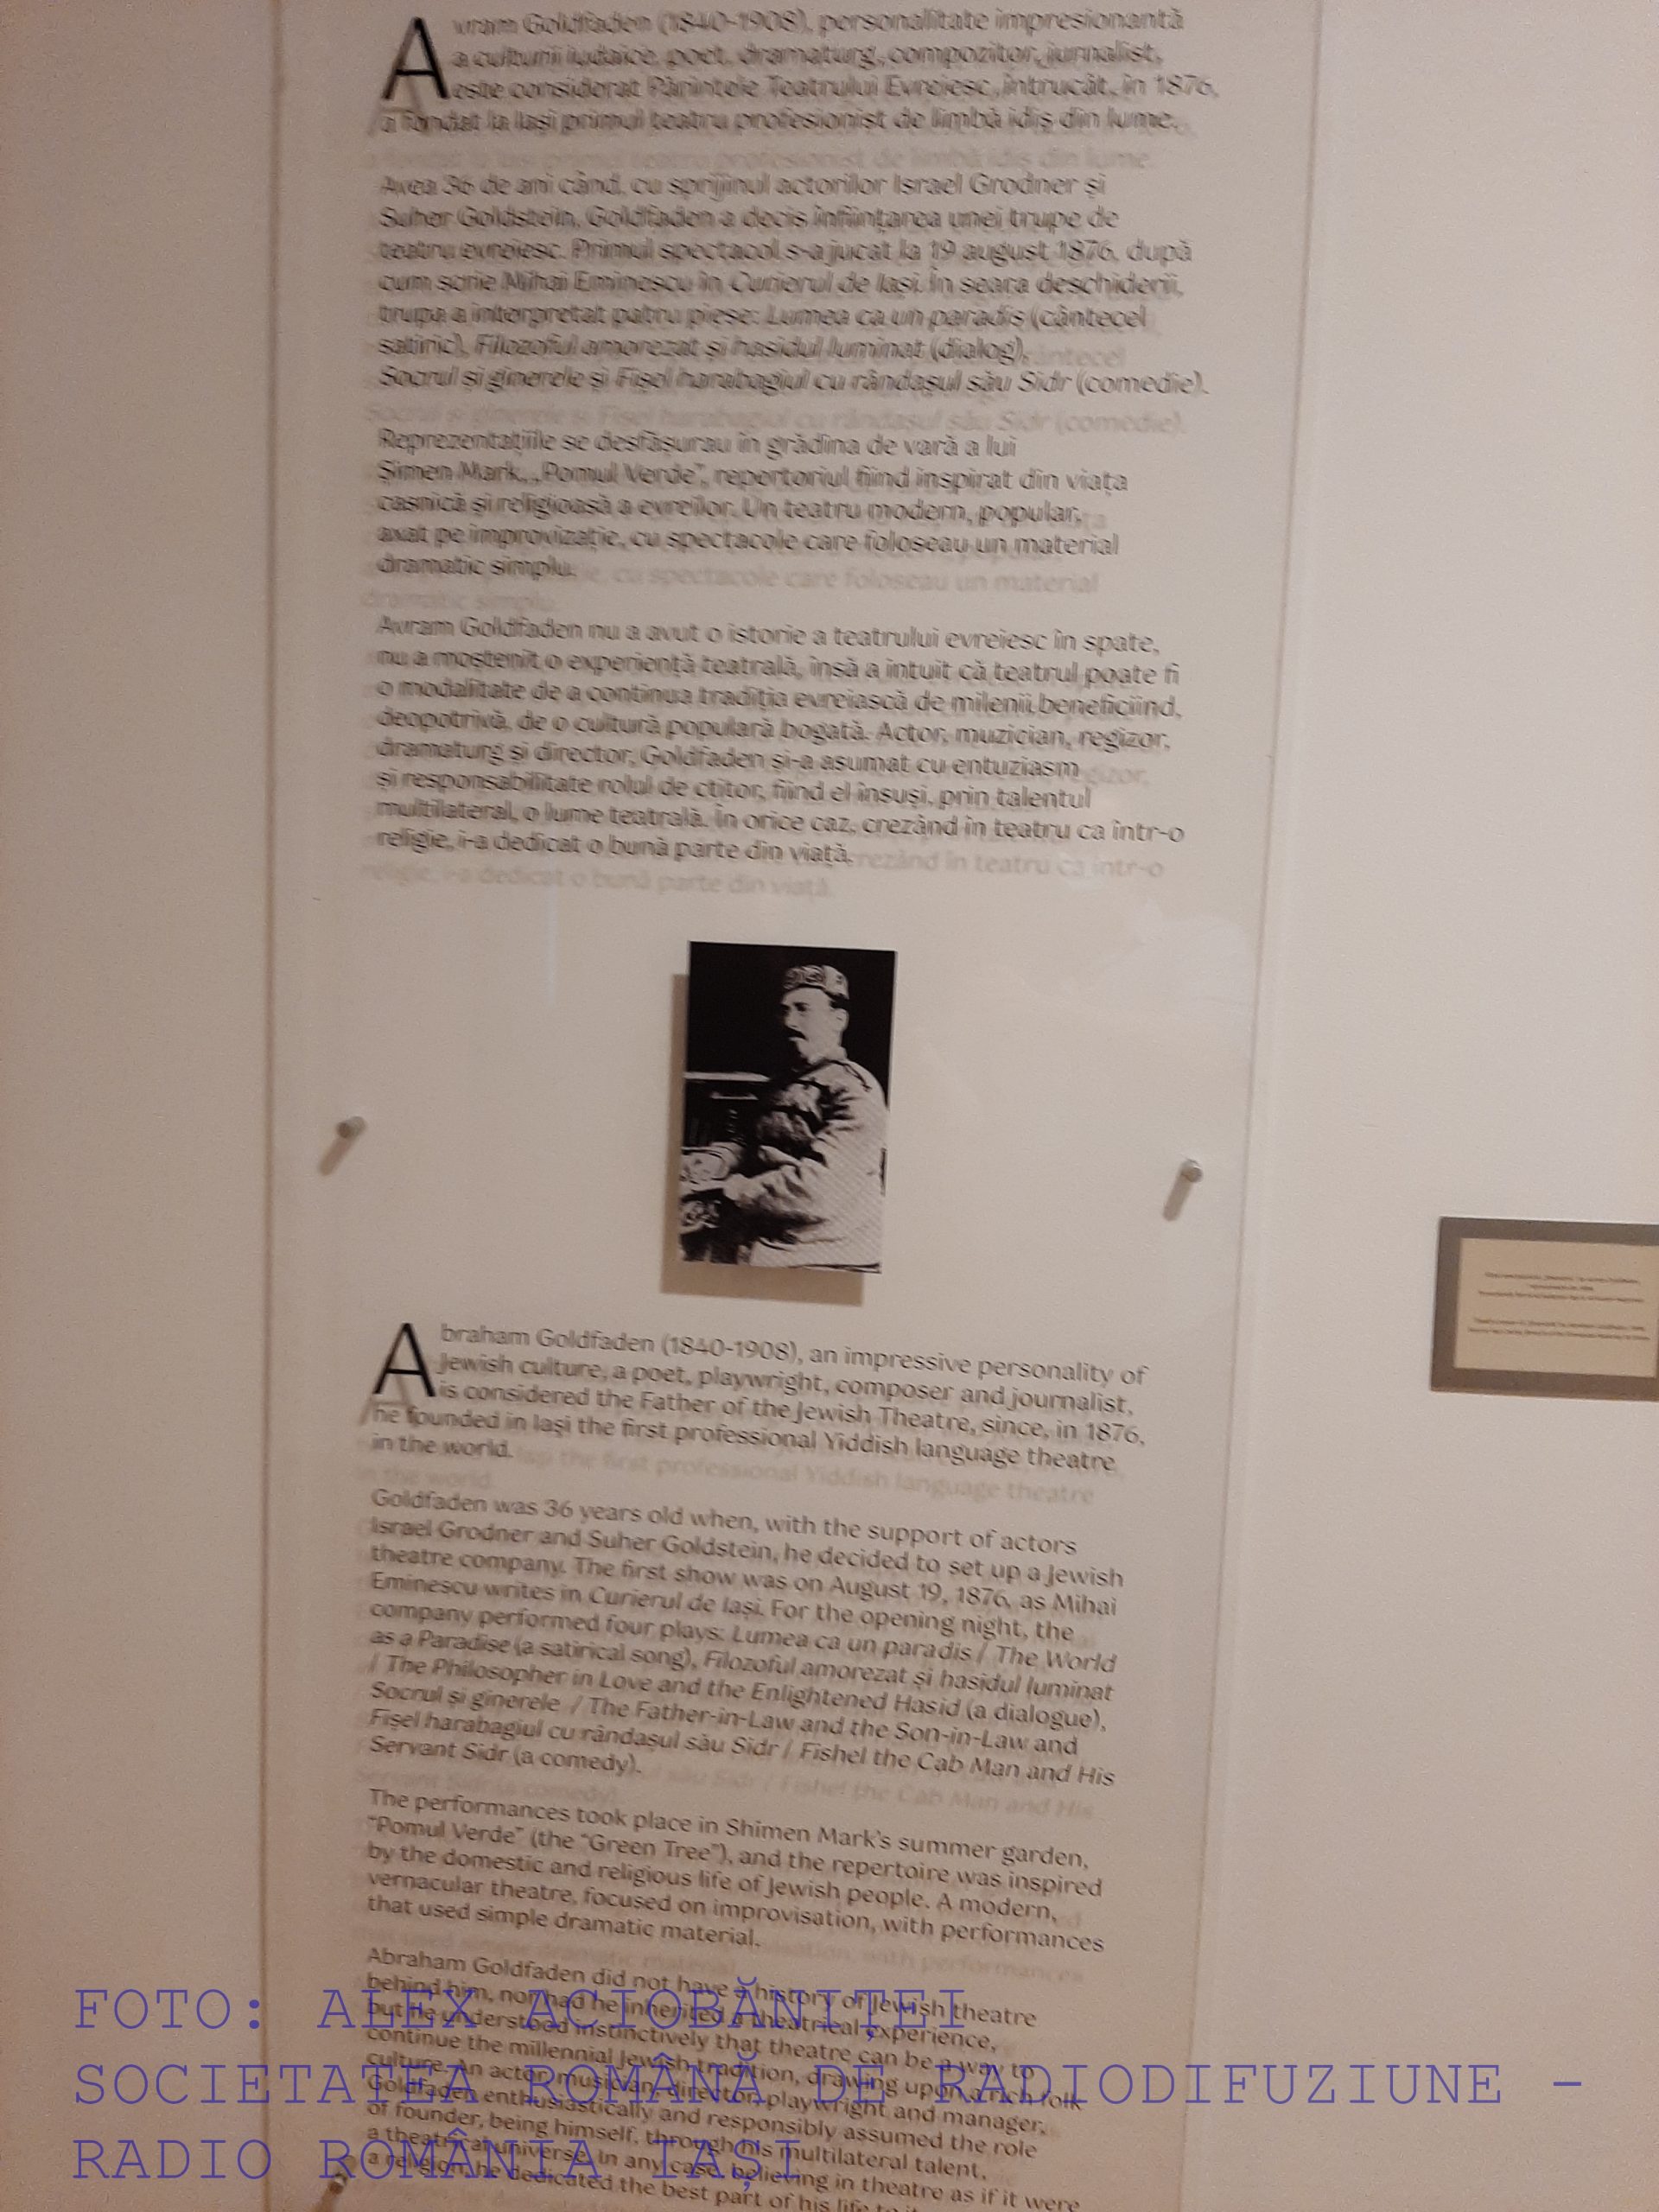 Avram Goldfaden (1840-1908), personalitate impresionantă
a culturii iudaice, poet, dramaturg, compozitor, jurnalist,
este considerat Părintele Teatrului Evreiesc, întrucât, în 1876,
a fondat la Iași primul teatru profesionist de limbă idiș din lume.
Avea 36 de ani când, cu sprijinul actorilor Israel Grodner și
Suher Goldstein, Goldfaden a decis înființarea unei trupe de
teatru evreiesc. Primul spectacol s-a jucat la 19 august 1876, după
cum scrie Mihai Eminescu în Curierul de Iași. În seara deschiderii,
trupa a interpretat patru piese: Lumea ca un paradis (cântecel
satiric), Filozoful amorezat și hasidul luminat (dialog),
Socrul și ginerele și Fișel harabagiul cu rândașul său Sidr (comedie).
Reprezentațiile se desfășurau în grădina de vară a lui
Șimen Mark, „Pomul Verde”, repertoriul fiind inspirat din viața
casnică și religioasă a evreilor. Un teatru modern, popular,
axat pe improvizație, cu spectacole care foloseau un material
dramatic simplu.
Avram Goldfaden nu a avut o istorie a teatrului evreiesc în spate,
nu a moștenit o experiență teatrală, însă a intuit că teatrul poate fi
o modalitate de a continua tradiția evreiască de milenii, beneficiind,
deopotrivă, de o cultură populară bogată. Actor, muzician, regizor,
dramaturg și director, Goldfaden și-a asumat cu entuziasm
și responsabilitate rolul de ctitor, fiind el însuși, prin talentul
multilateral, o lume teatrală. În orice caz, crezând în teatru ca într-o
religie, i-a dedicat o bună parte din viață.
Abraham Goldfaden (1840-1908), an impressive personality of
Jewish culture, a poet, playwright, composer and journalist,
is considered the Father of the Jewish Theatre, since, in 1876,
he founded in Iași the first professional Yiddish language theatre
in the world.
Goldfaden was 36 years old when, with the support of actors
Israel Grodner and Suher Goldstein, he decided to set up a Jewish
theatre company. The first show was on August 19, 1876, as Mihai
Eminescu writes in Curierul de Iași. For the opening night, the
company performed four plays: Lumea ca un paradis / The World
as a Paradise (a satirical song), Filozoful amorezat și hasidul luminat
/ The Philosopher in Love and the Enlightened Hasid (a dialogue),
Socrul și ginerele / The Father-in-Law and the Son-in-Law and
Fișel harabagiul cu rândașul său Sidr / Fishel the Cab Man and His
Servant Sidr (a comedy).
The performances took place in Shimen Mark's summer garden,
“Pomul Verde” (the “Green Tree”), and the repertoire was inspired
by the domestic and religious life of Jewish people. A modern,
vernacular theatre, focused on improvisation, with performances
that used simple dramatic material.
Abraham Goldfaden did not have a history of Jewish theatre
behind him, nor had he inherited a theatrical experience,
but he understood instinctively that theatre can be a way to
continue the millennial Jewish tradition, drawing upon a rich folk
culture. An actor, musician, director, playwright and manager,
Goldfaden enthusiastically and responsibly assumed the role
of founder, being himself, through his multilateral talent,
a theatrical universe. In any case, believing in theatre as if it were
a religion, he dedicated the best part of his life to
FOTO: ALEX ACIOBĂNIȚEI
SOCIETATEA ROMÂNĂ DE RADIODIFUZIUNE -
RADIO ROMÂNIA IAȘI